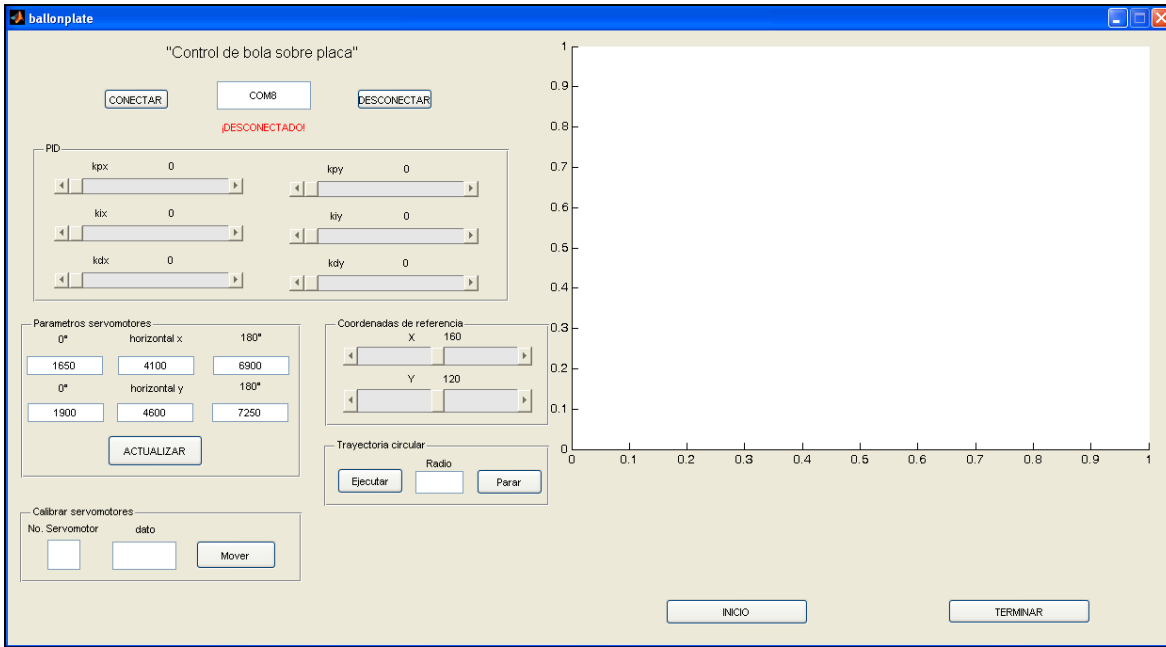 ballonplate
"Control de bola sobre placa"
CONECTAR COM8 DESCONECTAR
¡DESCONECTADO!
PID
kpx 0 kpy 0
kix 0 kiy 0
kdx 0 kdy 0
Parametros servomotores
0° horizontal x 180°
1650 4100 6900
0° horizontal y 180°
1900 4600 7250
ACTUALIZAR
Coordenadas de referencia
X 160
Y 120
Trayectoria circular
Radio
Ejecutar Parar
Calibrar servomotores
No. Servomotor dato
Mover
1
0.9
0.8
0.7
0.6
0.5
0.4
0.3
0.2
0.1
0
0 0.1 0.2 0.3 0.4 0.5 0.6 0.7 0.8 0.9 1
INICIO TERMINAR